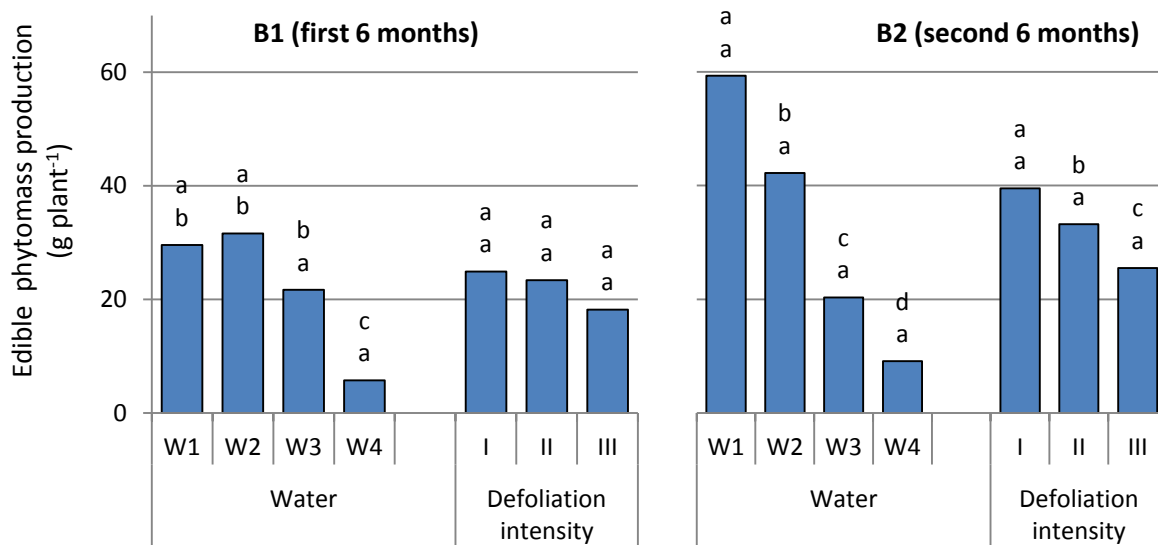 B1 (first 6 months)
B2 (second 6 months)
Edible phytomass production
(g plant-1)
60
40
20
0
a a b c a a a
b b a a a a a
a b c d a b c
a a a a a a a
W1 W2 W3 W4 I II III
Water Defoliation
intensity
W1 W2 W3 W4 I II III
Water Defoliation
intensity